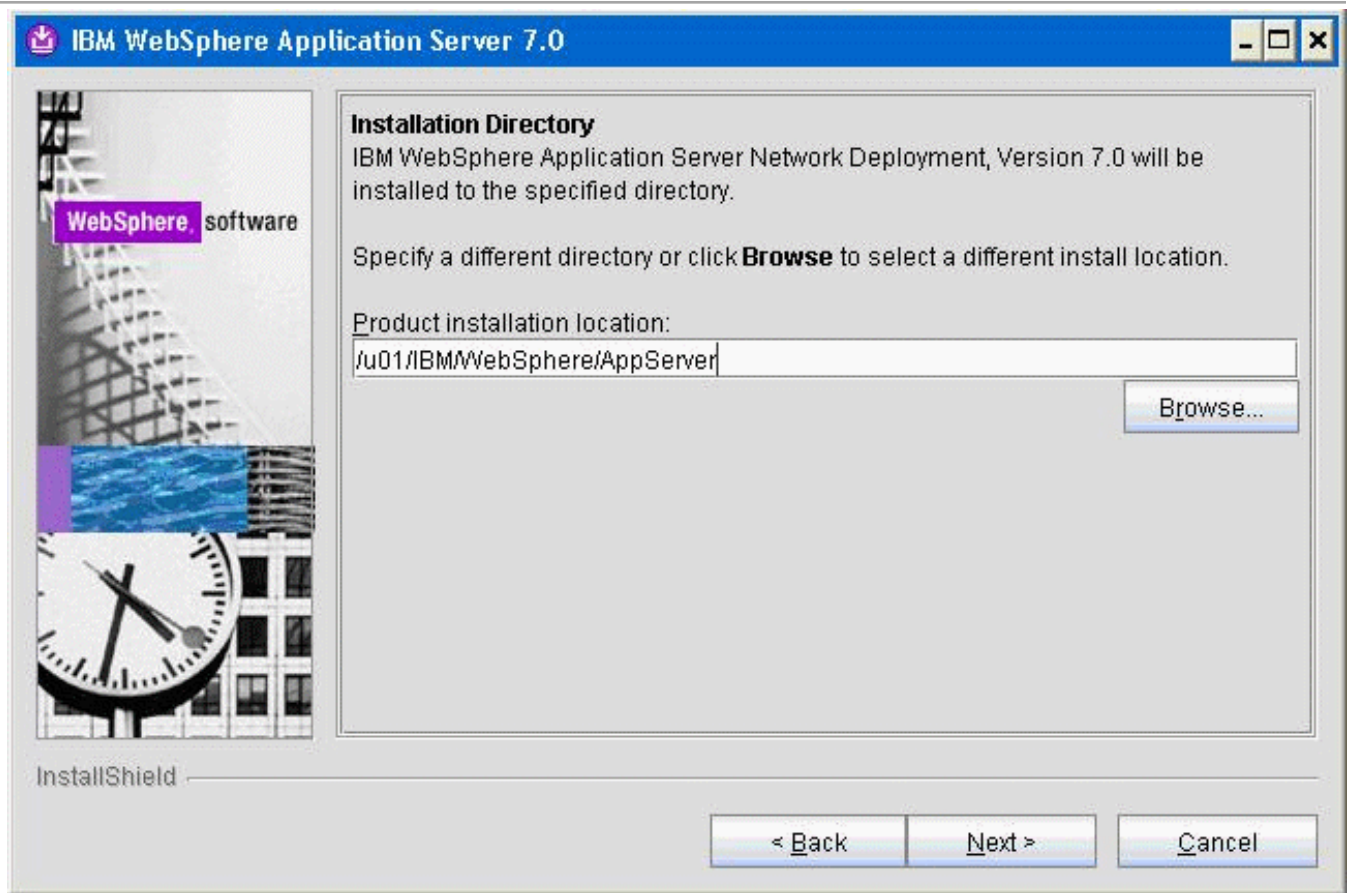 IBM WebSphere Application Server 7.0
WebSphere. software
Installation Directory
IBM WebSphere Application Server Network Deployment, Version 7.0 will be
installed to the specified directory.
Specify a different directory or click Browse to select a different install location.
Product installation location:
/u01/IBM/WebSphere/AppServer
Browse...
InstallShield
< Back
Next >
Cancel